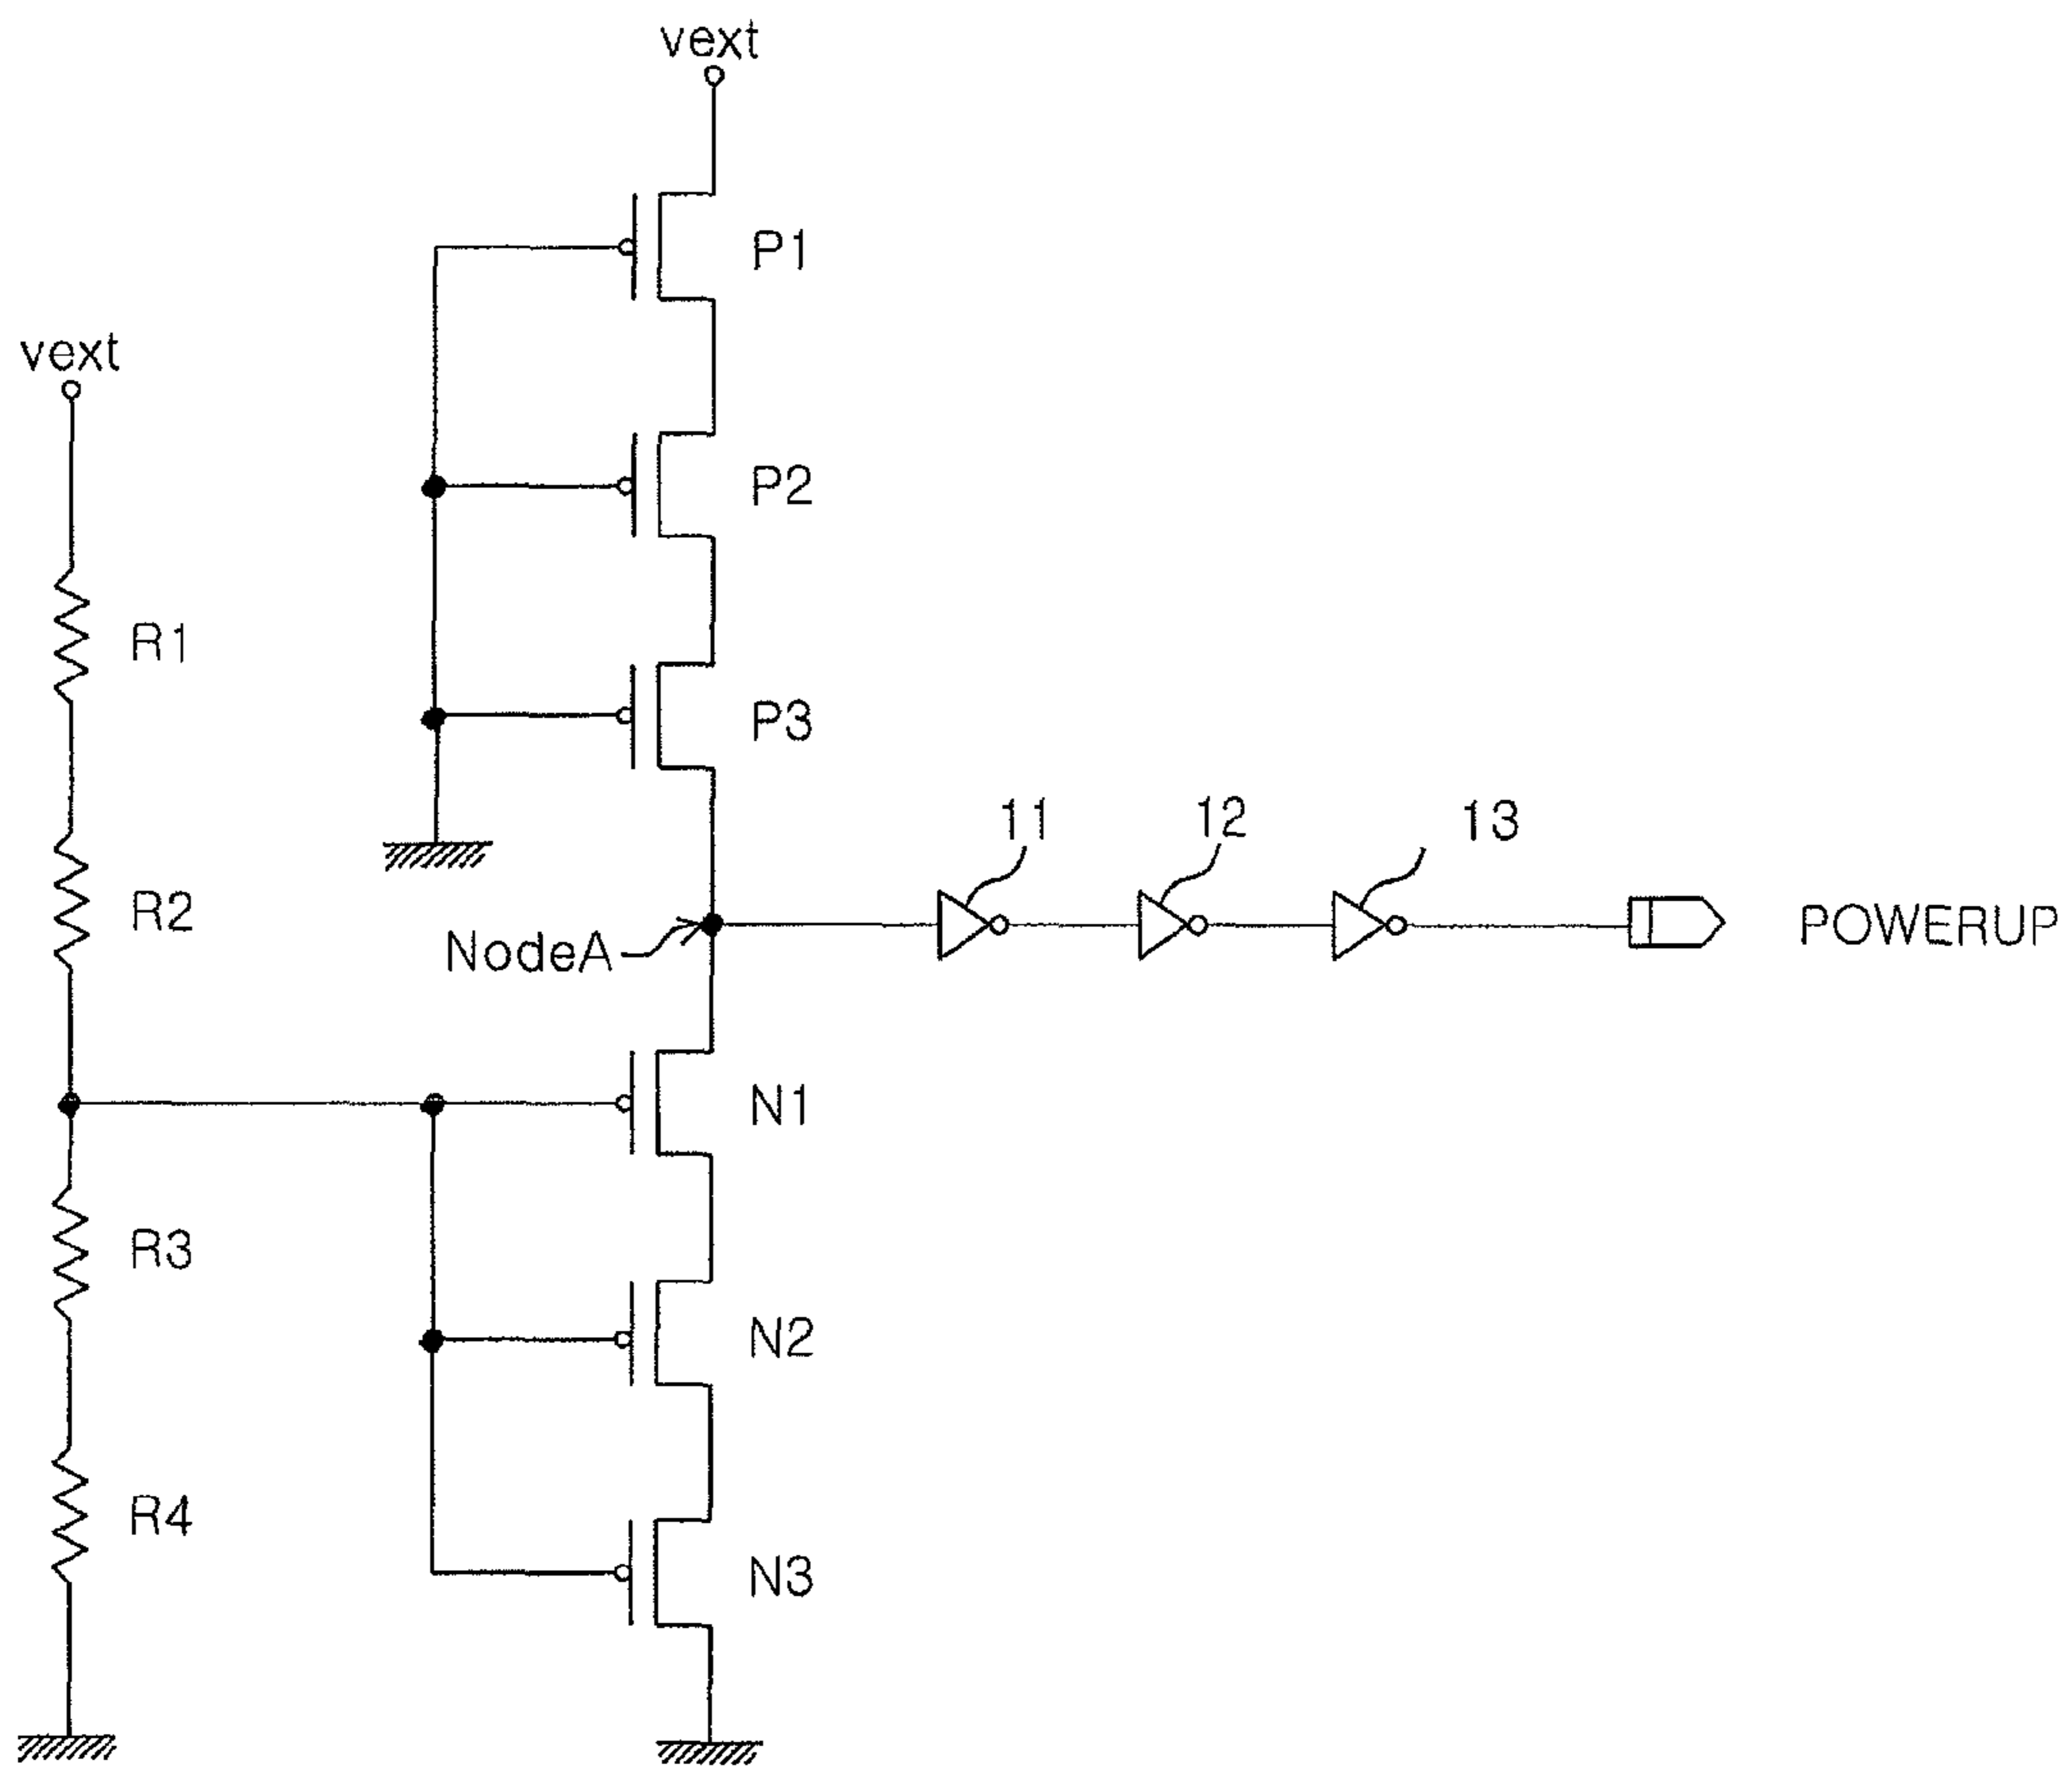 vext
P1
vext
P2
R1
P3
11
12
13
R2
NodeA
POWERUP
N1
R3
N2
R4
N3